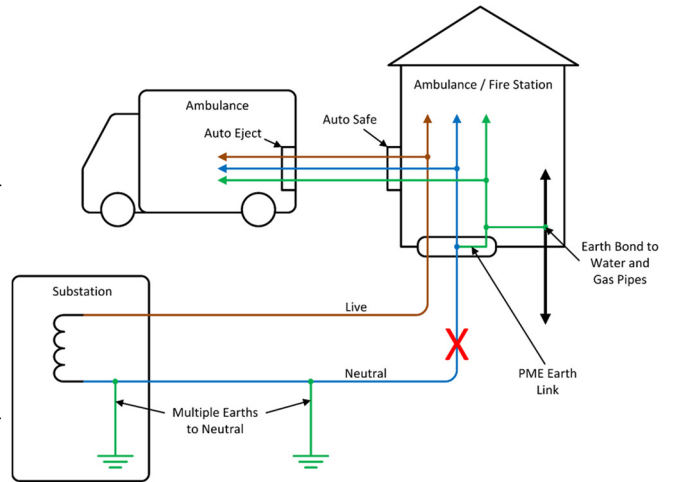 Ambulance / Fire Station
Ambulance
Auto Safe
Auto Eject
Earth Bond to
Water and
Gas Pipes
Substation
Live
X
PME Earth
Link
Neutral
Multiple Earths
to Neutral